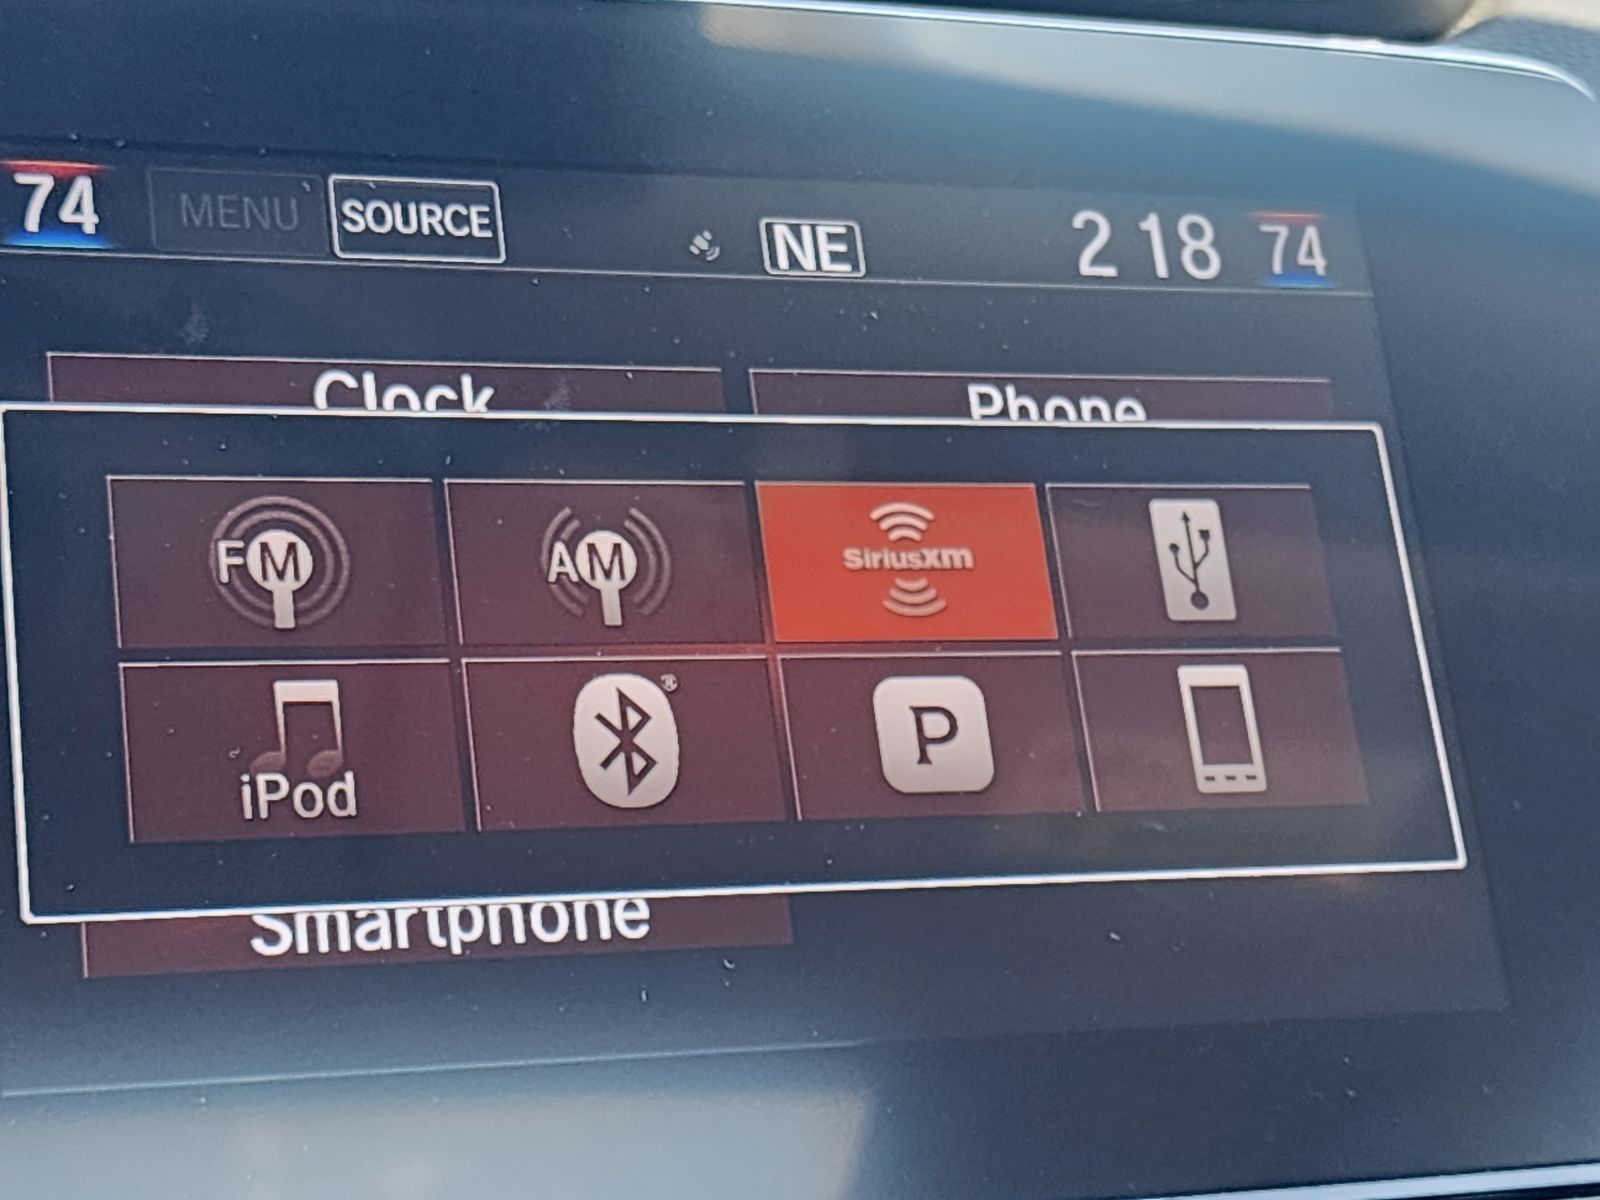 74 MENU SOURCE NE 2 18 74
Clock Phone
FM AM SiriusXM
iPod ® P
Smartphone